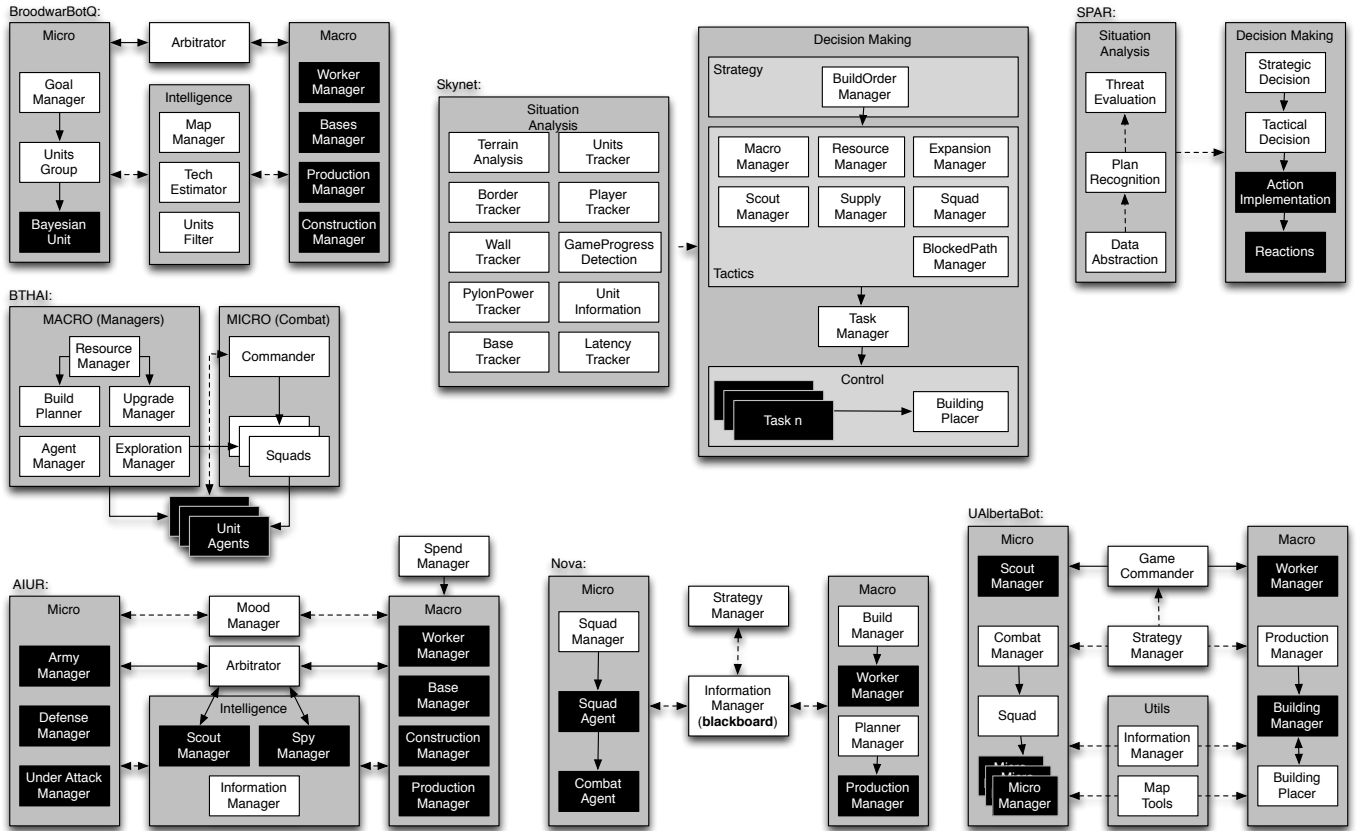 BroodwarBotQ:
Micro
Goal
Manager
Units
Group
Bayesian
Unit
Arbitrator
Intelligence
Map
Manager
Tech
Estimator
Units
Filter
Macro
Worker
Manager
Bases
Manager
Production
Manager
Construction
Manager
Skynet:
Situation
Analysis
Terrain
Analysis
Units
Tracker
Border
Tracker
Player
Tracker
Wall
Tracker
GameProgress
Detection
PylonPower
Tracker
Unit
Information
Base
Tracker
Latency
Tracker
Decision Making
Strategy
BuildOrder
Manager
Macro
Manager
Resource
Manager
Expansion
Manager
Scout
Manager
Supply
Manager
Squad
Manager
BlockedPath
Manager
Tactics
Task
Manager
Control
Task n
Building
Placer
SPAR:
Situation
Analysis
Threat
Evaluation
Plan
Recognition
Data
Abstraction
Decision Making
Strategic
Decision
Tactical
Decision
Action
Implementation
Reactions
BTHAI:
MACRO (Managers)
Resource
Manager
Build
Planner
Upgrade
Manager
Agent
Manager
Exploration
Manager
MICRO (Combat)
Commander
Squads
Unit
Agents
AIUR:
Micro
Army
Manager
Defense
Manager
Under Attack
Manager
Mood
Manager
Arbitrator
Intelligence
Scout
Manager
Spy
Manager
Information
Manager
Spend
Manager
Macro
Worker
Manager
Base
Manager
Construction
Manager
Production
Manager
Nova:
Micro
Squad
Manager
Squad
Agent
Combat
Agent
Strategy
Manager
Information
Manager
(blackboard)
Macro
Build
Manager
Worker
Manager
Planner
Manager
Production
Manager
UAlbertaBot:
Micro
Scout
Manager
Combat
Manager
Squad
Micro
Micro
Micro
Manager
Game
Commander
Strategy
Manager
Utils
Information
Manager
Map
Tools
Macro
Worker
Manager
Production
Manager
Building
Manager
Building
Placer